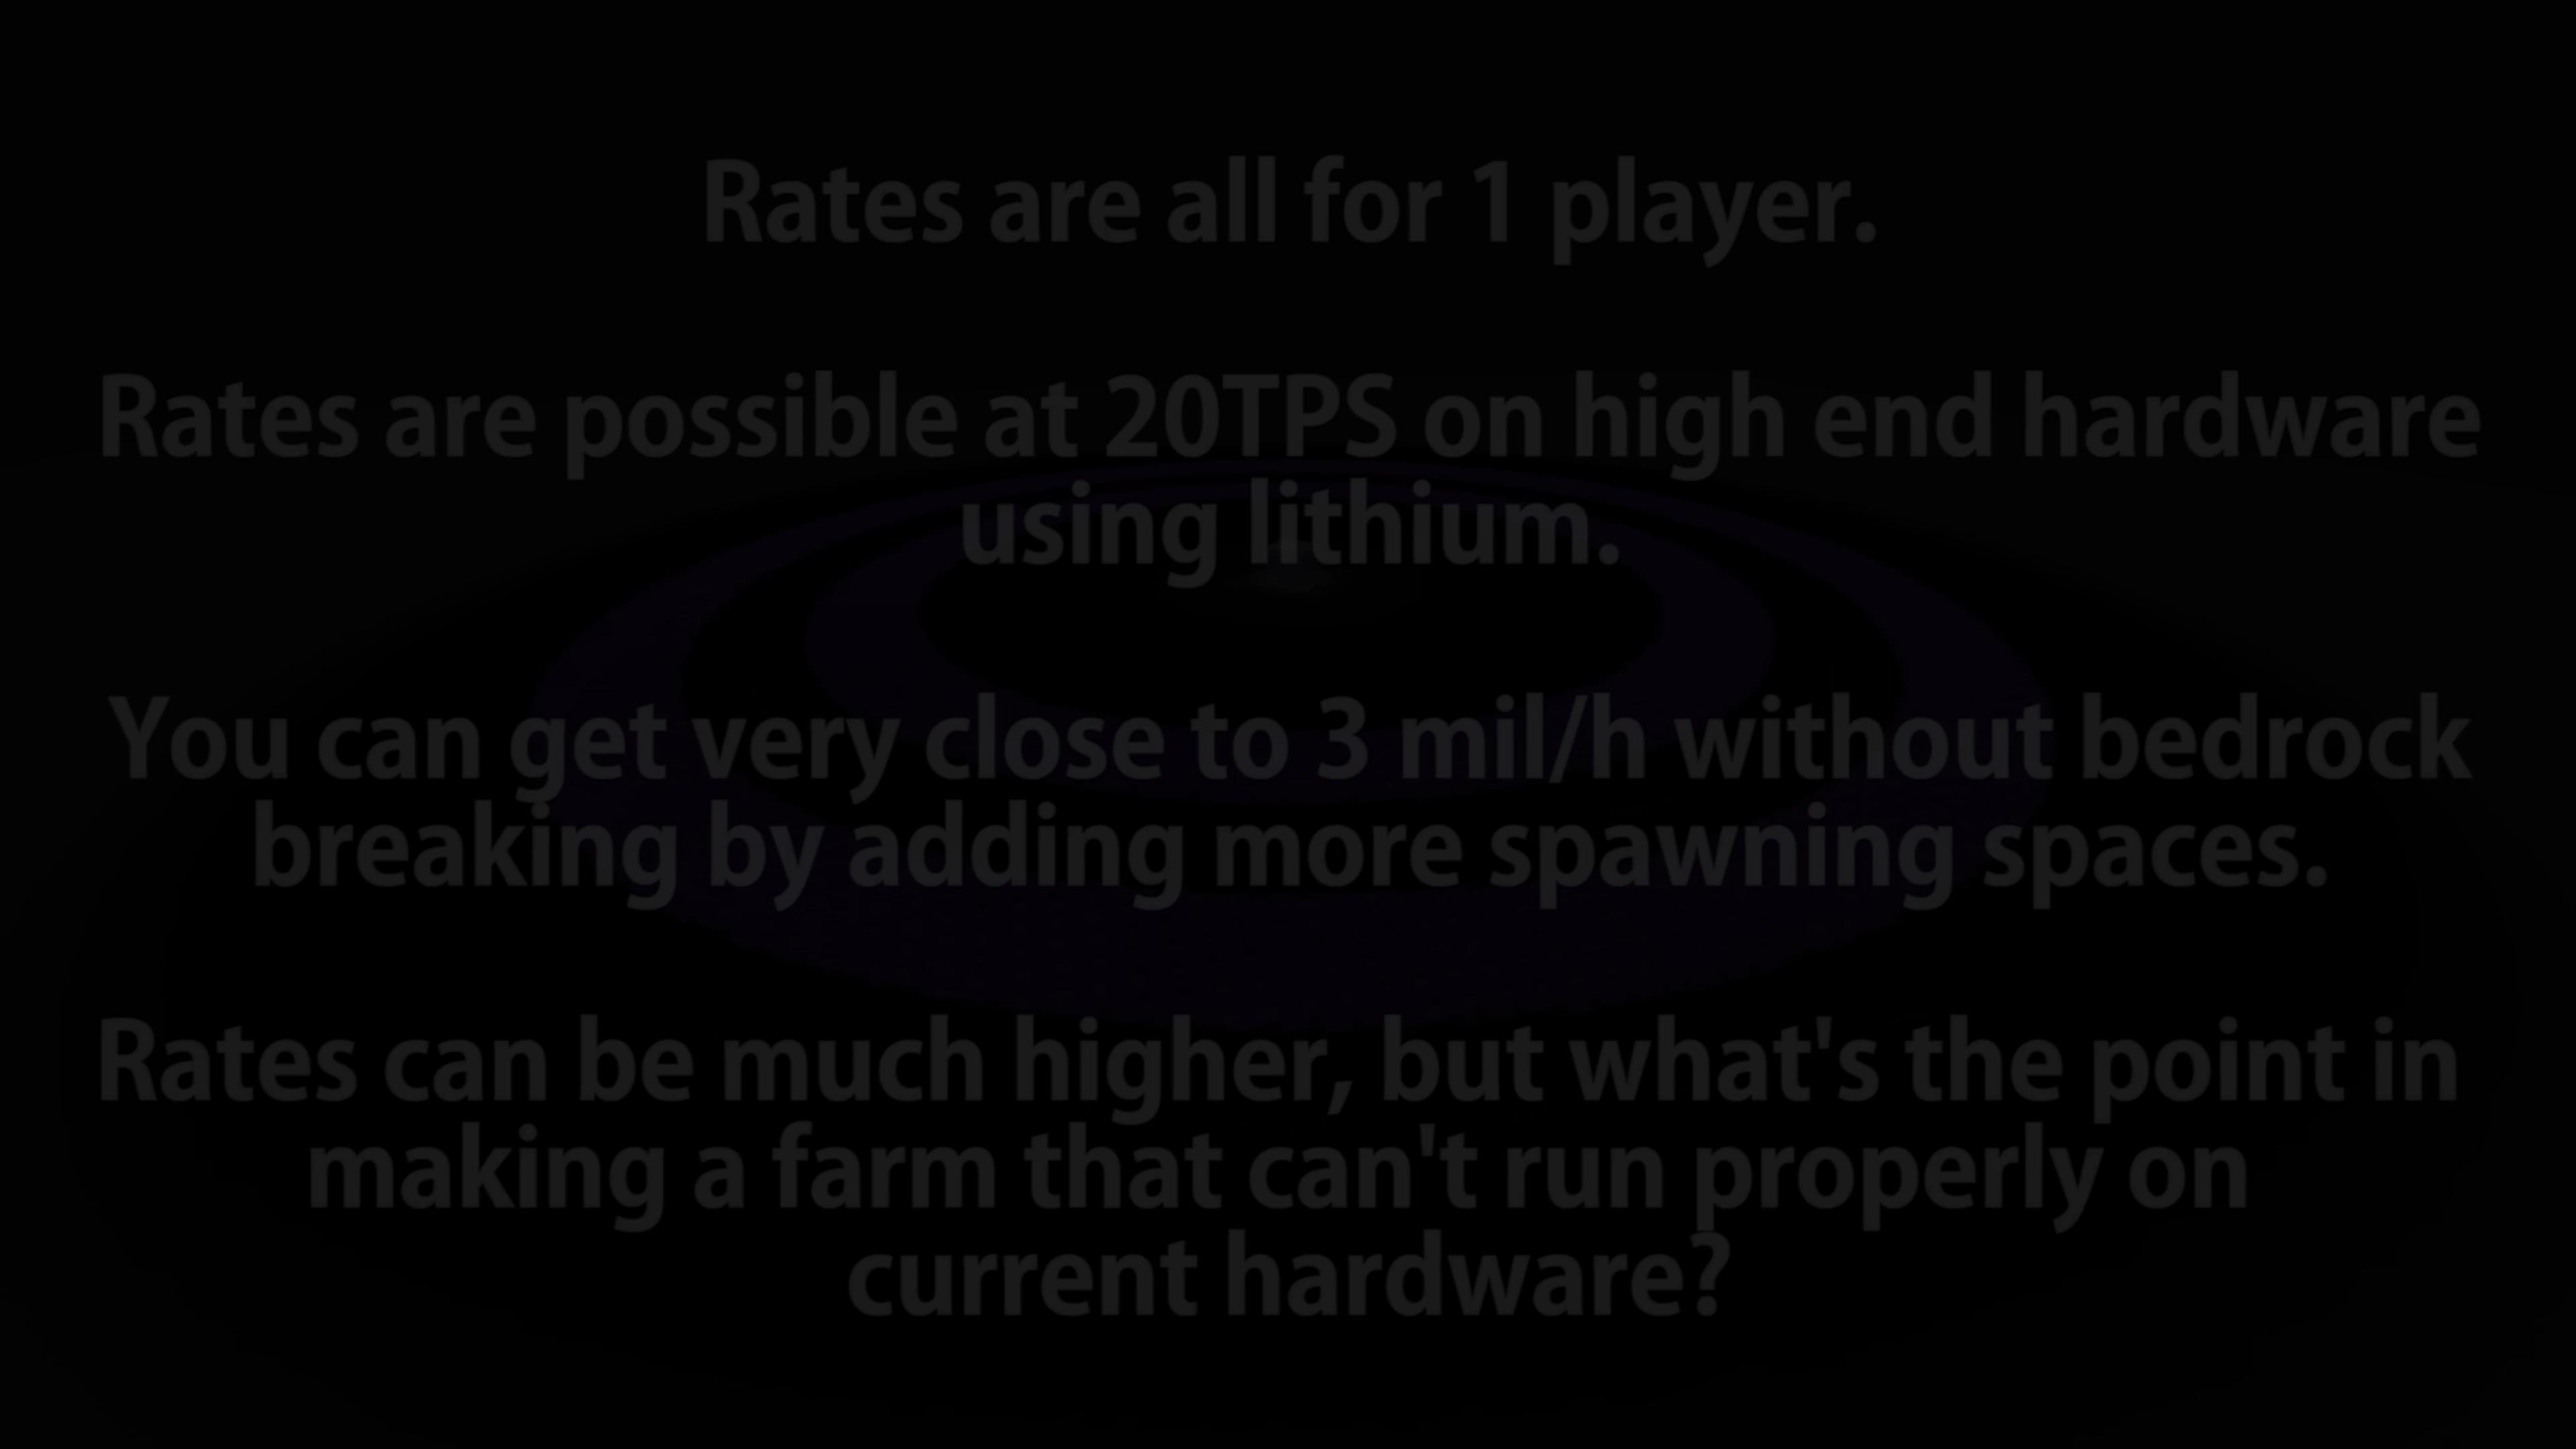 Rates are all for 1 player.
Rates are possible at 20TPS on high end hardware
using lithium.
You can get very close to 3 mil/h without bedrock
breaking by adding more spawning spaces.
Rates can be much higher, but what's the point in
making a farm that can't run properly on
current hardware?